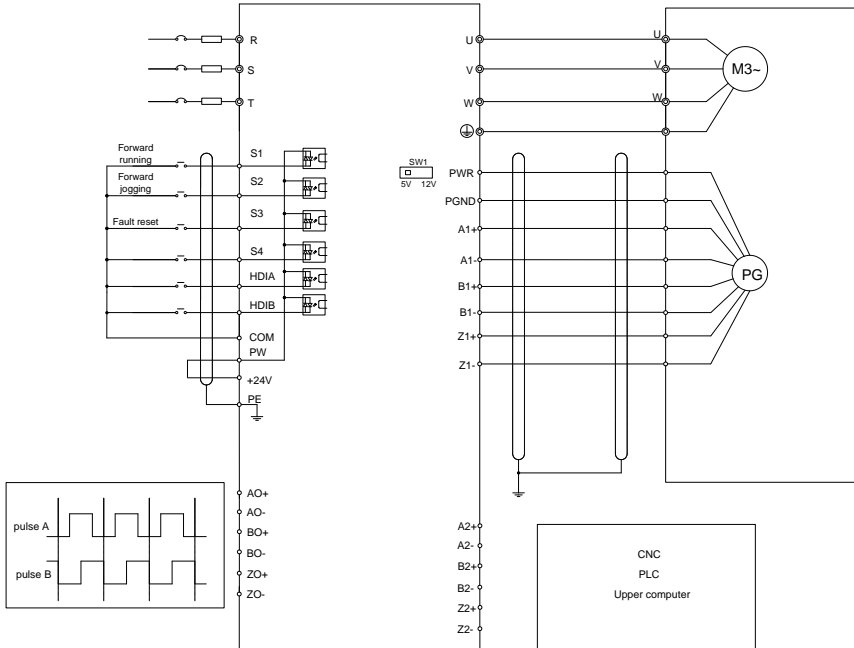 R
S
T
U
V
W
U
V
W
M3~
Forward
running
Forward
jogging
Fault reset
S1
S2
S3
S4
HDIA
HDIB
COM
PW
+24V
PE
SW1
5V 12V
PWR
PGND
A1+
A1-
B1+
B1-
Z1+
Z1-
PG
pulse A
pulse B
AO+
AO-
BO+
BO-
ZO+
ZO-
A2+
A2-
B2+
B2-
Z2+
Z2-
CNC
PLC
Upper computer